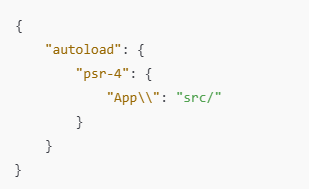 {
    "autoload": {
        "psr-4": {
            "App\\": "src/"
        }
    }
}